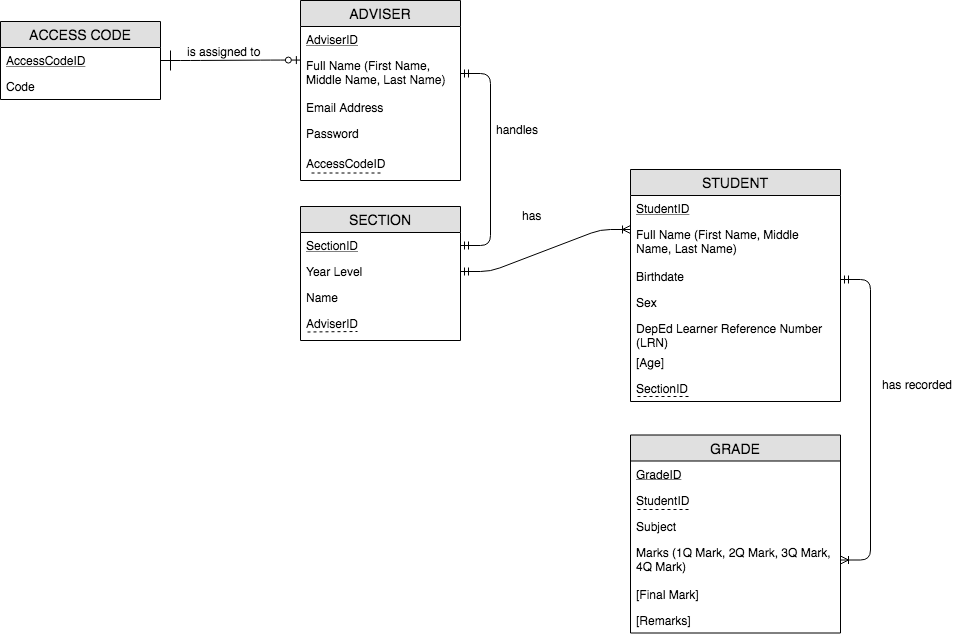 ACCESS CODE
AccessCodeID
Code
is assigned to
ADVISER
AdviserID
Full Name (First Name,
Middle Name, Last Name)
Email Address
Password
AccessCodeID
handles
SECTION
SectionID
Year Level
Name
AdviserID
has
STUDENT
StudentID
Full Name (First Name, Middle
Name, Last Name)
Birthdate
Sex
DepEd Learner Reference Number
(LRN)
[Age]
SectionID
has recorded
GRADE
GradeID
StudentID
Subject
Marks (1Q Mark, 2Q Mark, 3Q Mark,
4Q Mark)
[Final Mark]
[Remarks]